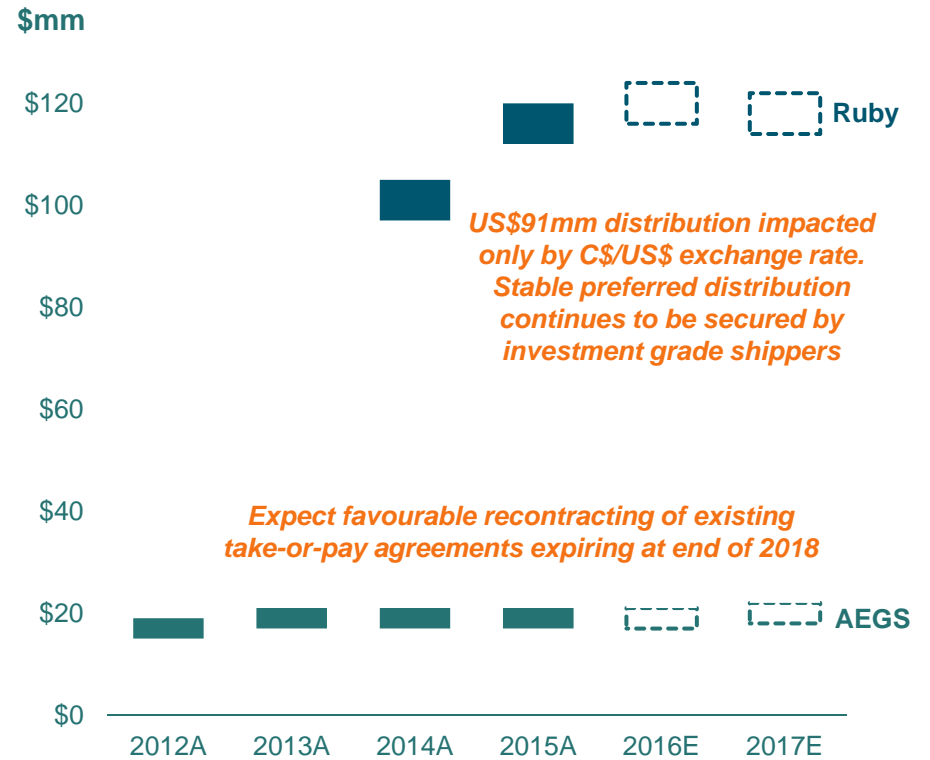 $mm
$120
Ruby
$100
US$91mm distribution impacted
only by C$/US$ exchange rate.
Stable preferred distribution
continues to be secured by
investment grade shippers
$80
$60
$40
Expect favourable recontracting of existing
take-or-pay agreements expiring at end of 2018
$20
AEGS
$0
2012A 2013A 2014A 2015A 2016E 2017E